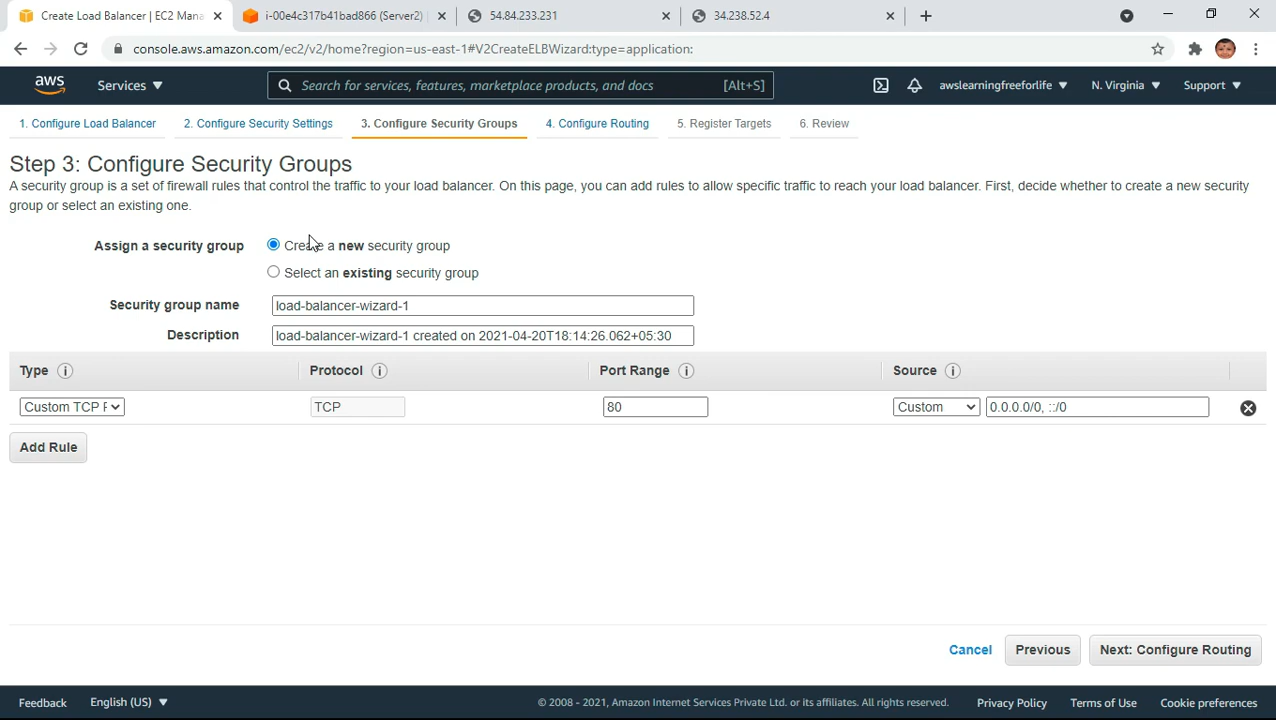 Create Load Balancer | EC2 Mana
i-00e4c317b41bad866 (Server2)
54.84.233.231
34.238.52.4
console.aws.amazon.com/ec2/v2/home?region=us-east-1#V2CreateELBWizard:type=application:
aws
Services
Search for services, features, marketplace products, and docs [Alt+S]
awslearningfreeforlife
N. Virginia
Support
1. Configure Load Balancer
2. Configure Security Settings
3. Configure Security Groups
4. Configure Routing
5. Register Targets
6. Review
Step 3: Configure Security Groups
A security group is a set of firewall rules that control the traffic to your load balancer. On this page, you can add rules to allow specific traffic to reach your load balancer. First, decide whether to create a new security
group or select an existing one.
Assign a security group
Create a new security group
Select an existing security group
Security group name
load-balancer-wizard-1
Description
load-balancer-wizard-1 created on 2021-04-20T18:14:26.062+05:30
Type
Protocol
Port Range
Source
Custom TCP F
TCP
80
Custom
0.0.0.0/0, ::/0
Add Rule
Cancel
Previous
Next: Configure Routing
Feedback
English (US)
© 2008 - 2021, Amazon Internet Services Private Ltd. or its affiliates. All rights reserved.
Privacy Policy
Terms of Use
Cookie preferences